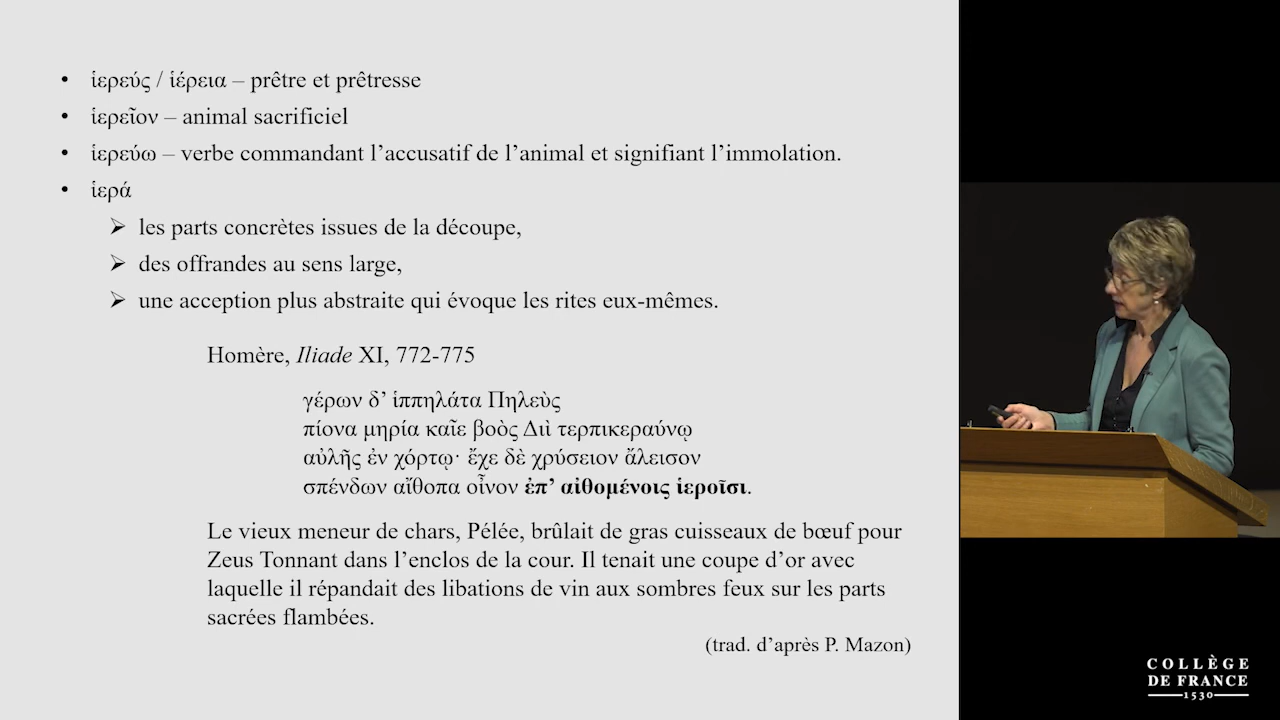 • ἱερεύς / ἱέρεια – prêtre et prêtresse
• ἱερεῖον – animal sacrificiel
• ἱερεύω – verbe commandant l’accusatif de l’animal et signifiant l’immolation.
• ἱερά
➢ les parts concrètes issues de la découpe,
➢ des offrandes au sens large,
➢ une acception plus abstraite qui évoque les rites eux-mêmes.
Homère, Iliade XI, 772-775
γέρων δ’ ἱππηλάτα Πηλεὺς
πίονα μηρία καῖε βοὸς Διὶ τερπικεραύνῳ
αὐλῆς ἐν χόρτῳ· ἔχε δὲ χρύσειον ἄλεισον
σπένδων αἴθοπα οἶνον ἐπ’ αἰθομένοις ἱεροῖσι.
Le vieux meneur de chars, Pélée, brûlait de gras cuisseaux de bœuf pour
Zeus Tonnant dans l’enclos de la cour. Il tenait une coupe d’or avec
laquelle il répandait des libations de vin aux sombres feux sur les parts
sacrées flambées.
(trad. d’après P. Mazon)
COLLÈGE
DE FRANCE
1530